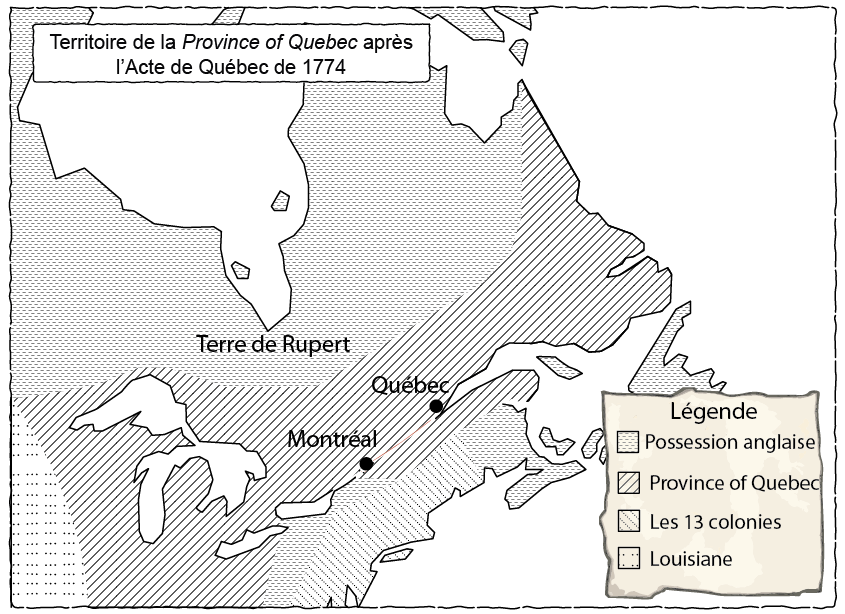 Territoire de la Province of Quebec après
l'Acte de Québec de 1774
Terre de Rupert
Québec
Montréal
Légende
Possession anglaise
Province of Quebec
Les 13 colonies
Louisiane